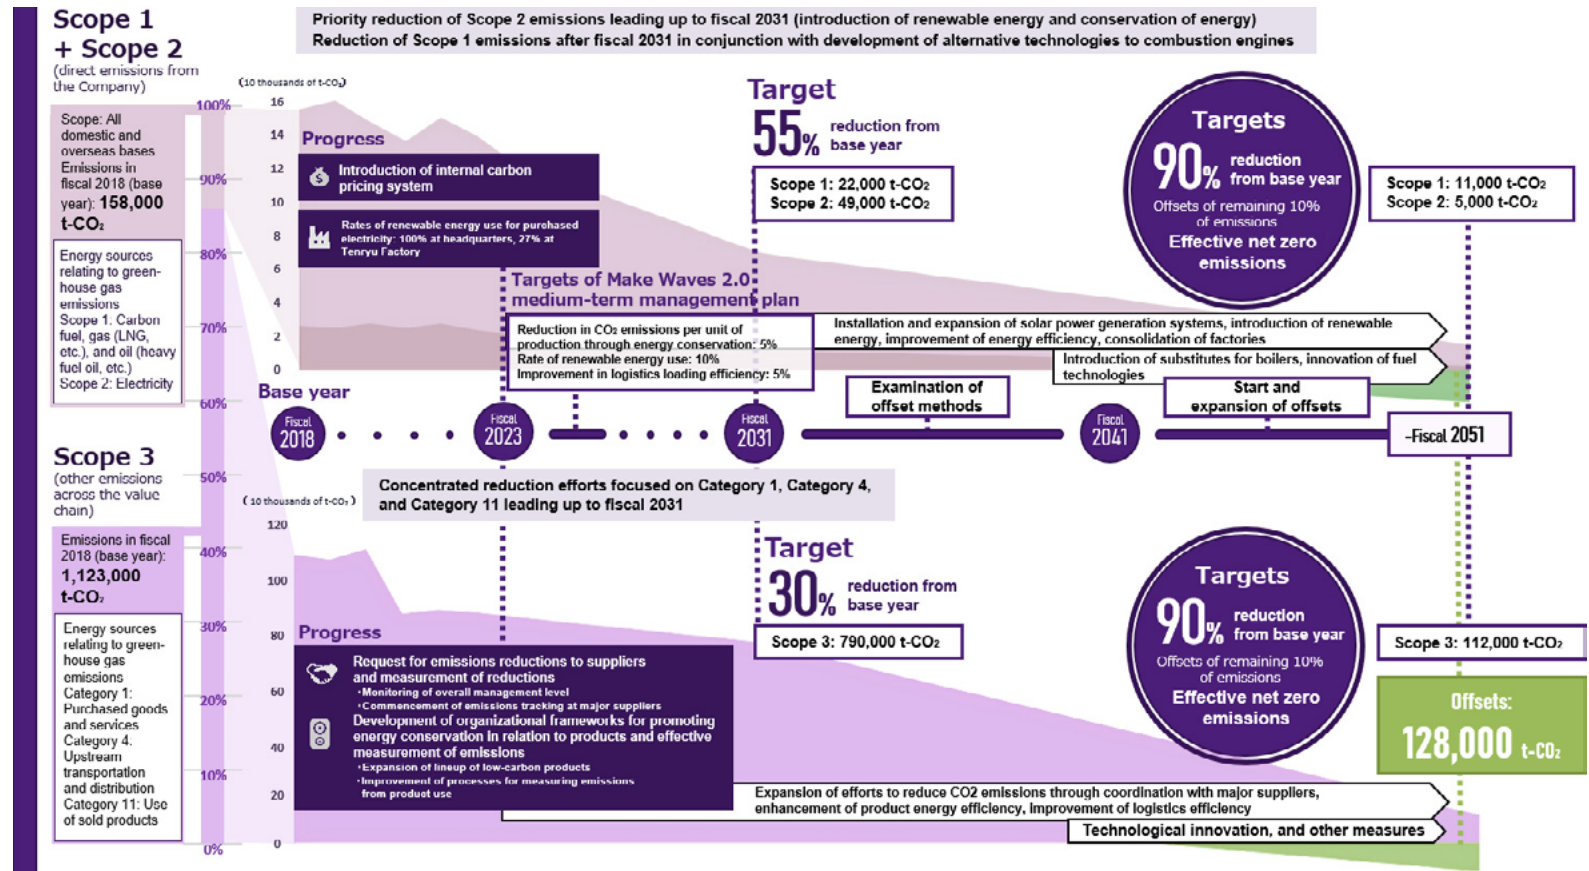 Scope 1
+ Scope 2
(direct emissions from
the Company)
Priority reduction of Scope 2 emissions leading up to fiscal 2031 (introduction of renewable energy and conservation of energy)
Reduction of Scope 1 emissions after fiscal 2031 in conjunction with development of alternative technologies to combustion engines
Scope: All
domestic and
overseas bases
Emissions in
fiscal 2018 (base
year): 158,000
t-CO₂
Energy sources
relating to green-
house gas
emissions
Scope 1: Carbon
fuel, gas (LNG,
etc.), and oil (heavy
fuel oil, etc.)
Scope 2: Electricity
100%
90%
80%
70%
60%
50%
40%
30%
20%
10%
0%
(10 thousands of t-CO₂)
16
14
12
10
8
6
4
2
0
Progress
Introduction of internal carbon
pricing system
Rates of renewable energy use for purchased
electricity: 100% at headquarters, 27% at
Tenryu Factory
Target
55% reduction from
base year
Scope 1: 22,000 t-CO₂
Scope 2: 49,000 t-CO₂
Targets
90% reduction
from base year
Offsets of remaining 10%
of emissions
Effective net zero
emissions
Scope 1: 11,000 t-CO₂
Scope 2: 5,000 t-CO₂
Targets of Make Waves 2.0
medium-term management plan
Reduction in CO₂ emissions per unit of
production through energy conservation: 5%
Rate of renewable energy use: 10%
Improvement in logistics loading efficiency: 5%
Installation and expansion of solar power generation systems, introduction of renewable
energy, improvement of energy efficiency, consolidation of factories
Introduction of substitutes for boilers, innovation of fuel
technologies
Examination of
offset methods
Start and
expansion of offsets
Base year
Fiscal
2018
Fiscal
2023
Fiscal
2031
Fiscal
2041
–Fiscal 2051
Scope 3
(other emissions
across the value
chain)
Emissions in fiscal
2018 (base year):
1,123,000
t-CO₂
Energy sources
relating to green-
house gas
emissions
Category 1:
Purchased goods
and services
Category 4:
Upstream
transportation
and distribution
Category 11: Use
of sold products
Concentrated reduction efforts focused on Category 1, Category 4,
and Category 11 leading up to fiscal 2031
(10 thousands of t-CO₂)
120
100
80
60
40
20
0
Progress
Request for emissions reductions to suppliers
and measurement of reductions
・Monitoring of overall management level
・Commencement of emissions tracking at major suppliers
Development of organizational frameworks for promoting
energy conservation in relation to products and effective
measurement of emissions
・Expansion of lineup of low-carbon products
・Improvement of processes for measuring emissions
from product use
Target
30% reduction from
base year
Scope 3: 790,000 t-CO₂
Targets
90% reduction
from base year
Offsets of remaining 10%
of emissions
Effective net zero
emissions
Scope 3: 112,000 t-CO₂
Offsets:
128,000 t-CO₂
Expansion of efforts to reduce CO2 emissions through coordination with major suppliers,
enhancement of product energy efficiency, improvement of logistics efficiency
Technological innovation, and other measures